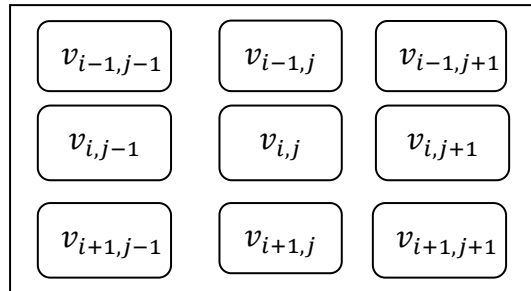 v_{i−1,j−1} v_{i−1,j} v_{i−1,j+1}
v_{i,j−1} v_{i,j} v_{i,j+1}
v_{i+1,j−1} v_{i+1,j} v_{i+1,j+1}